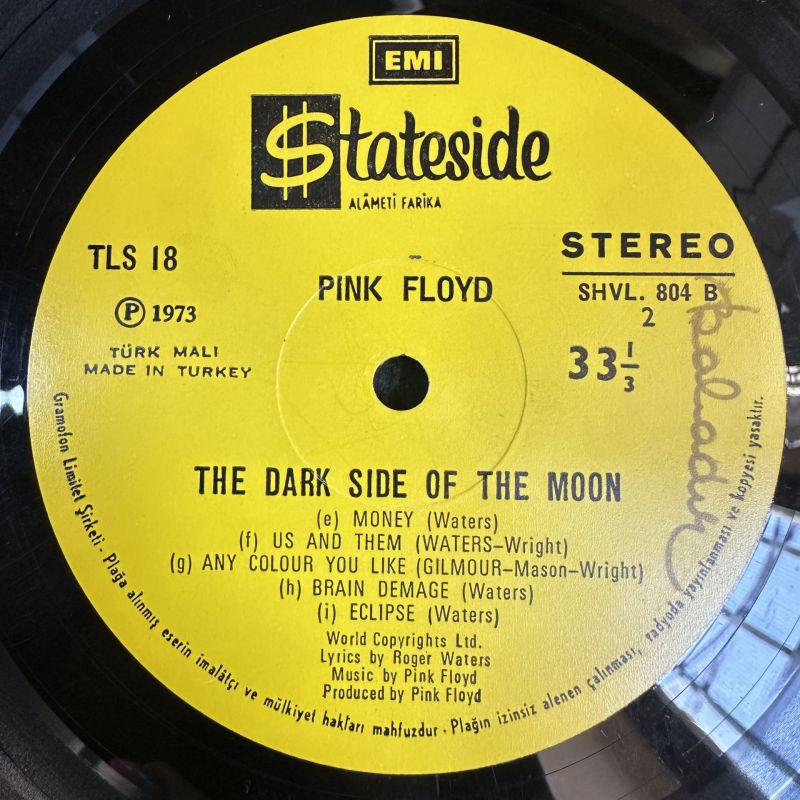 EMI
Stateside
ALÂMETİ FARİKA
TLS 18
℗ 1973
TÜRK MALI
MADE IN TURKEY
PINK FLOYD
STEREO
SHVL. 804 B
2
33 1/3
THE DARK SIDE OF THE MOON
(e) MONEY (Waters)
(f) US AND THEM (WATERS–Wright)
(g) ANY COLOUR YOU LIKE (GILMOUR–Mason–Wright)
(h) BRAIN DEMAGE (Waters)
(i) ECLIPSE (Waters)
World Copyrights Ltd.
Lyrics by Roger Waters
Music by Pink Floyd
Produced by Pink Floyd
Gramofon Limitet Şirketi - Plağa alınmış eserin imalâtçı ve mülkiyet hakları mahfuzdur - Plağın izinsiz alenen çalınması, radyoda yayınlanması ve kopyesi yasaktır.